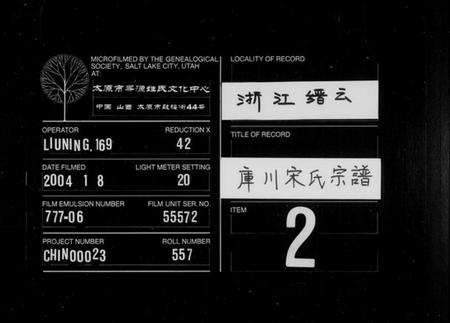 MICROFILMED BY THE GENEALOGICAL
SOCIETY, SALT LAKE CITY, UTAH
AT:
太原市寻源姓氏文化中心
中国 山西 太原市融棉街44号
OPERATOR
REDUCTION X
LIUNING.169
42
DATE FILMED
LIGHT METER SETTING
2004 1 8
20
FILM EMULSION NUMBER
FILM UNIT SER. NO.
777-06
55572
PROJECT NUMBER
ROLL NUMBER
CHIN00023
557
LOCALITY OF RECORD
浙江缙云
TITLE OF RECORD
庫川宋氏宗譜
ITEM
2